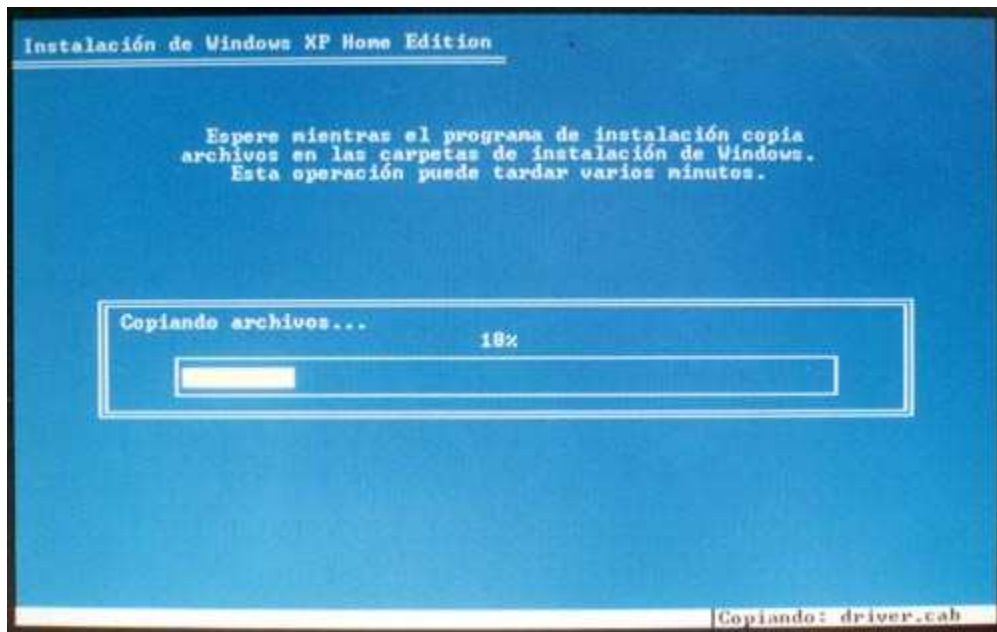 Instalación de Windows XP Home Edition
Espere mientras el programa de instalación copia
archivos en las carpetas de instalación de Windows.
Esta operación puede tardar varios minutos.
Copiando archivos...
18%
Copiando: driver.cab